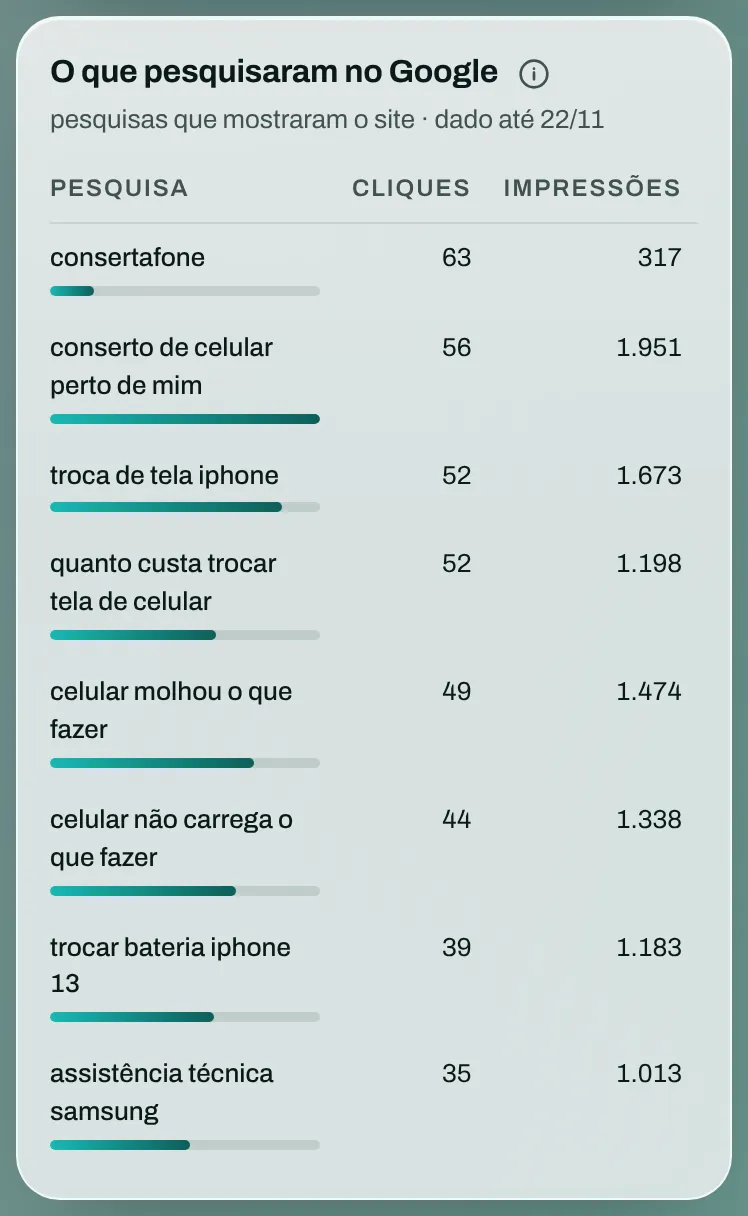 O que pesquisaram no Google
pesquisas que mostraram o site · dado até 22/11
PESQUISA CLIQUES IMPRESSÕES
consertafone 63 317
conserto de celular 56 1.951
perto de mim
troca de tela iphone 52 1.673
quanto custa trocar 52 1.198
tela de celular
celular molhou o que 49 1.474
fazer
celular não carrega o 44 1.338
que fazer
trocar bateria iphone 39 1.183
13
assistência técnica 35 1.013
samsung